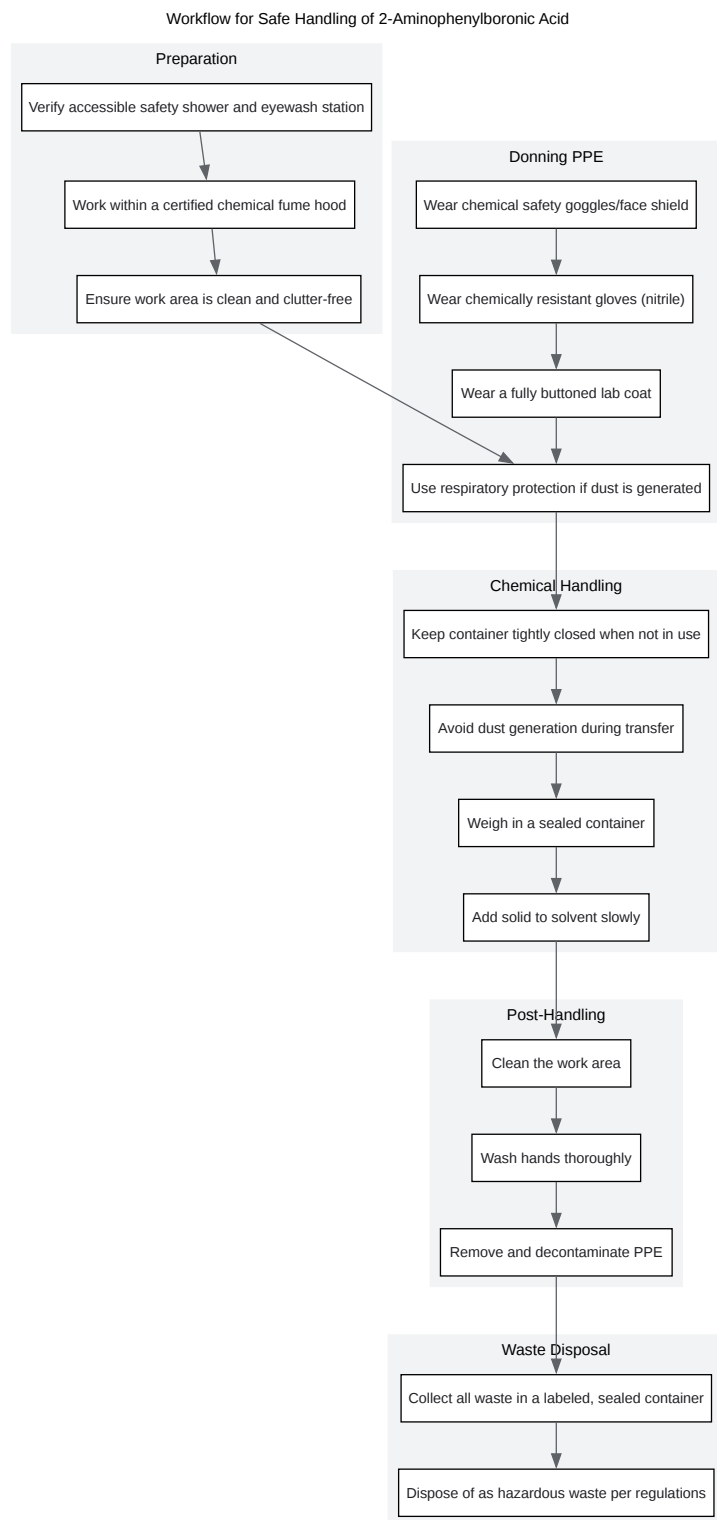 Workflow for Safe Handling of 2-Aminophenylboronic Acid
Preparation
Verify accessible safety shower and eyewash station
Work within a certified chemical fume hood
Ensure work area is clean and clutter-free
Donning PPE
Wear chemical safety goggles/face shield
Wear chemically resistant gloves (nitrile)
Wear a fully buttoned lab coat
Use respiratory protection if dust is generated
Chemical Handling
Keep container tightly closed when not in use
Avoid dust generation during transfer
Weigh in a sealed container
Add solid to solvent slowly
Post-Handling
Clean the work area
Wash hands thoroughly
Remove and decontaminate PPE
Waste Disposal
Collect all waste in a labeled, sealed container
Dispose of as hazardous waste per regulations